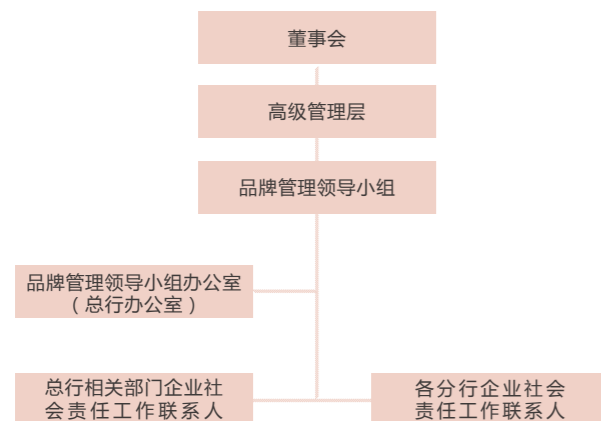 董事会
高级管理层
品牌管理领导小组
品牌管理领导小组办公室
（总行办公室）
总行相关部门企业社
会责任工作联系人
各分行企业社会
责任工作联系人